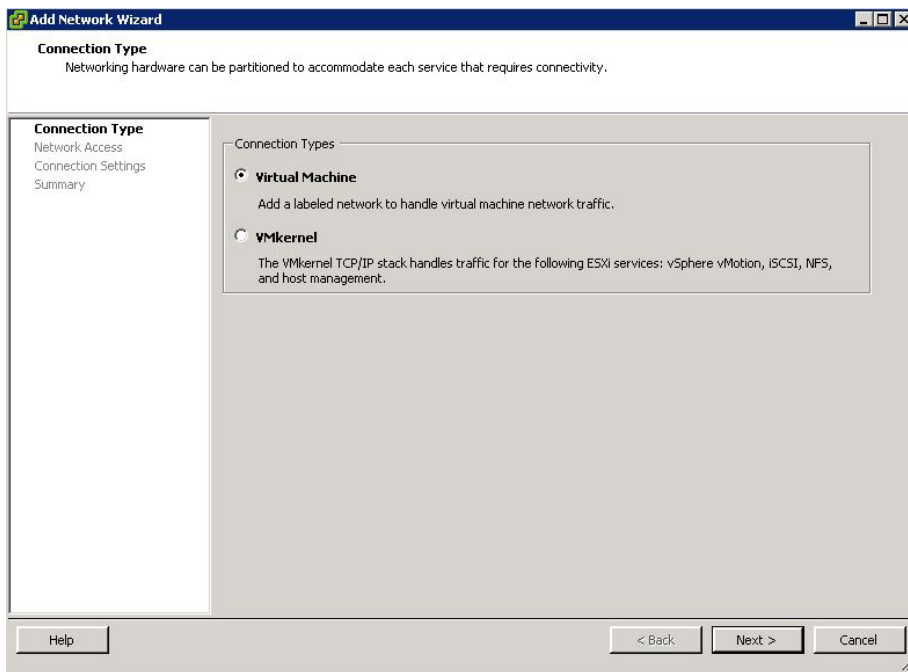 Add Network Wizard
Connection Type
Networking hardware can be partitioned to accommodate each service that requires connectivity.
Connection Type
Network Access
Connection Settings
Summary
Connection Types
Virtual Machine
Add a labeled network to handle virtual machine network traffic.
VMkernel
The VMkernel TCP/IP stack handles traffic for the following ESXi services: vSphere vMotion, iSCSI, NFS,
and host management.
Help
< Back
Next >
Cancel